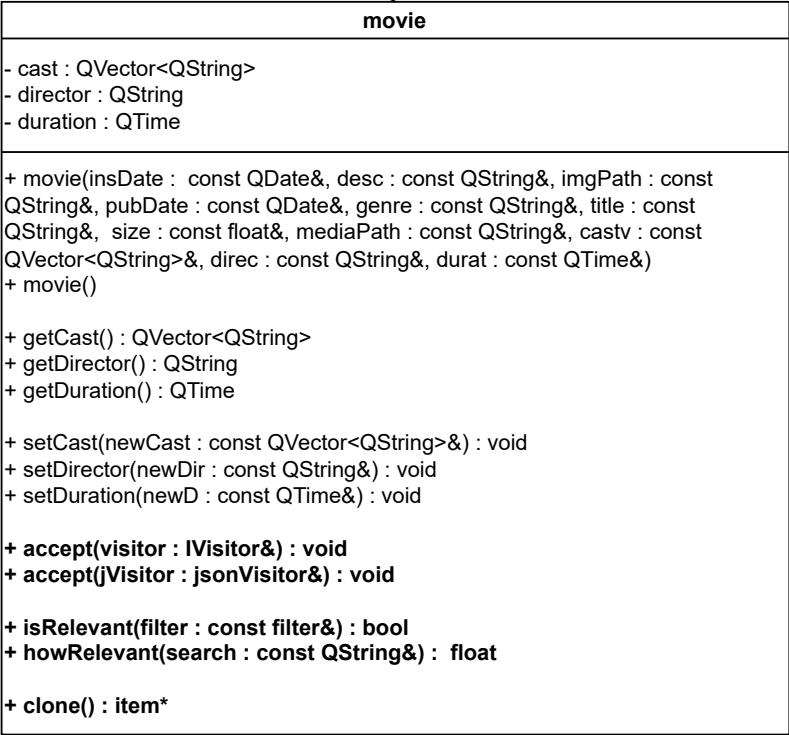 movie
- cast : QVector<QString>
- director : QString
- duration : QTime
+ movie(insDate :  const QDate&, desc : const QString&, imgPath : const
QString&, pubDate : const QDate&, genre : const QString&, title : const
QString&,  size : const float&, mediaPath : const QString&, castv : const
QVector<QString>&, direc : const QString&, durat : const QTime&)
+ movie()
+ getCast() : QVector<QString>
+ getDirector() : QString
+ getDuration() : QTime
+ setCast(newCast : const QVector<QString>&) : void
+ setDirector(newDir : const QString&) : void
+ setDuration(newD : const QTime&) : void
+ accept(visitor : IVisitor&) : void
+ accept(jVisitor : jsonVisitor&) : void
+ isRelevant(filter : const filter&) : bool
+ howRelevant(search : const QString&) :  float
+ clone() : item*